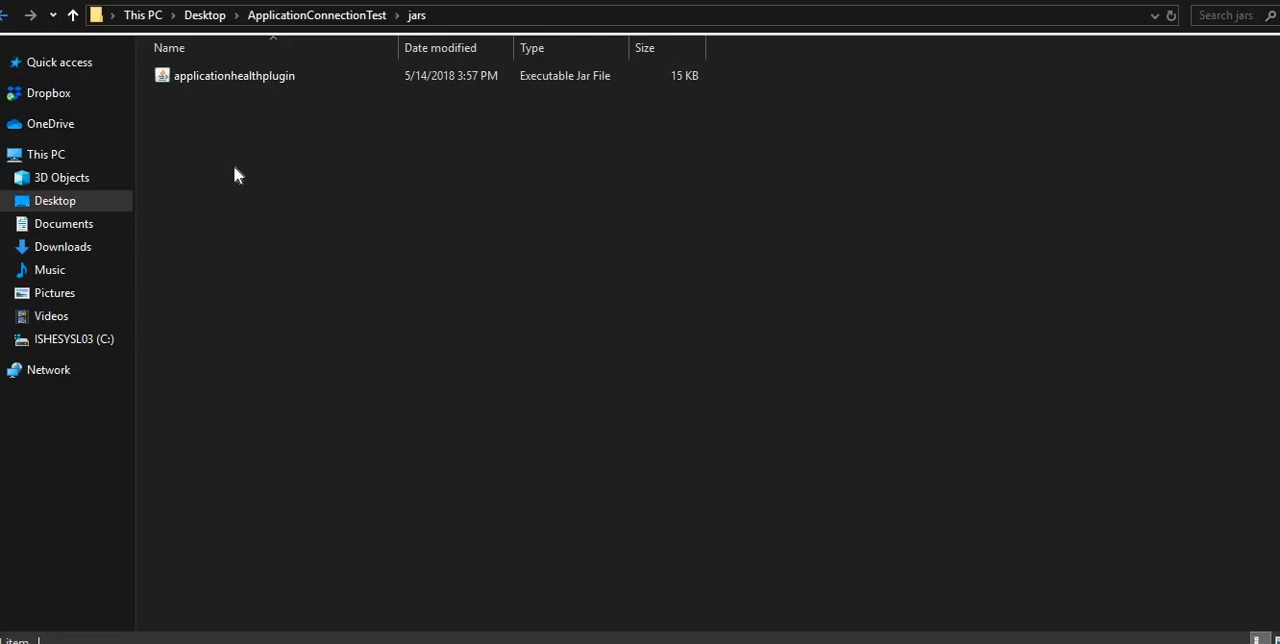 This PC > Desktop > ApplicationConnectionTest > jars
Search jars
Name Date modified Type Size
applicationhealthplugin 5/14/2018 3:57 PM Executable Jar File 15 KB
Quick access
Dropbox
OneDrive
This PC
3D Objects
Desktop
Documents
Downloads
Music
Pictures
Videos
ISHESYSL03 (C:)
Network
1 item